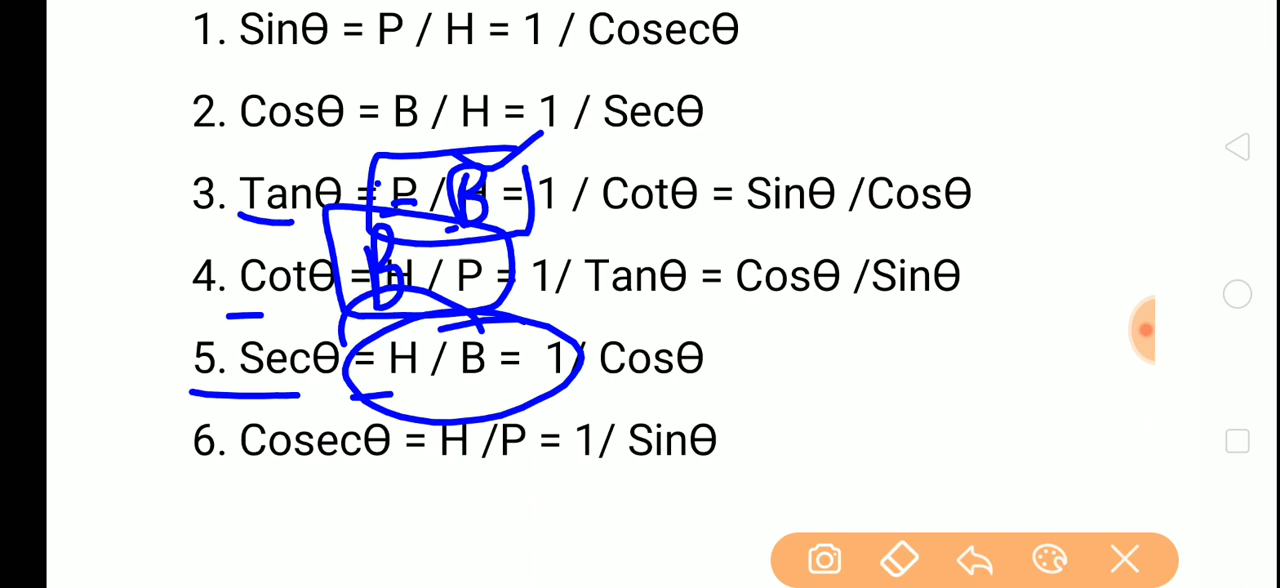 1. Sinθ = P / H = 1 / Cosecθ
2. Cosθ = B / H = 1 / Secθ
3. Tanθ = P / B = 1 / Cotθ = Sinθ /Cosθ
4. Cotθ = B / P = 1/ Tanθ = Cosθ /Sinθ
5. Secθ = H / B = 1/ Cosθ
6. Cosecθ = H /P = 1/ Sinθ